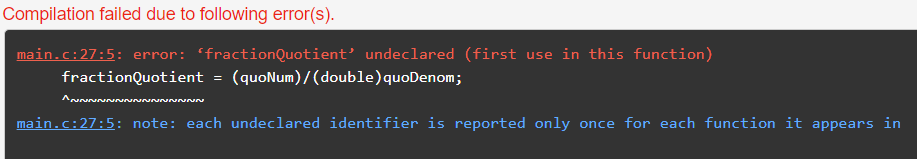 Compilation failed due to following error(s).
main.c:27:5: error: ‘fractionQuotient’ undeclared (first use in this function)
fractionQuotient = (quoNum)/(double)quoDenom;
^~~~~~~~~~~~~~~~
main.c:27:5: note: each undeclared identifier is reported only once for each function it appears in